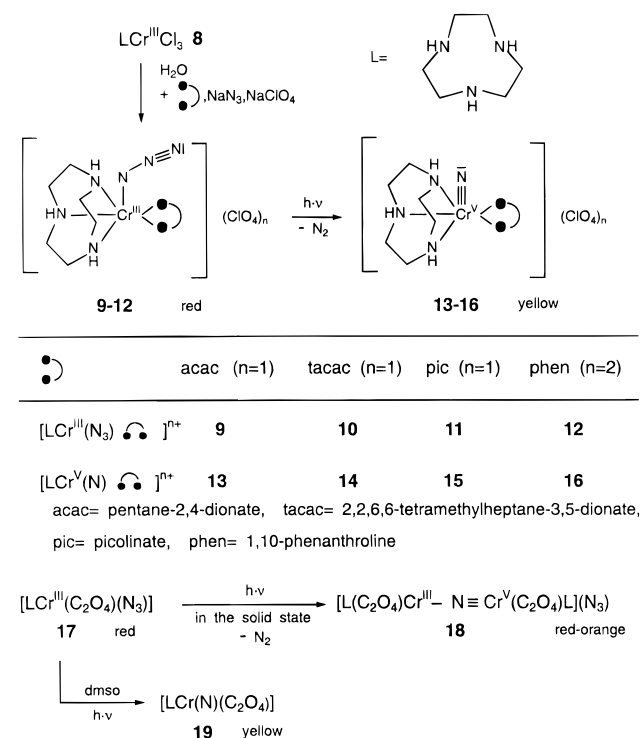 LCrᴵᴵᴵCl₃ 8
L=
HN NH
N
H
H₂O
+ ,NaN₃,NaClO₄
H
N N N≡NI
HN Crᴵᴵᴵ
N
H
(ClO₄)ₙ
h·ν
- N₂
H
N N
HN Crⱽ
N
H
(ClO₄)ₙ
9-12 red
13-16 yellow
acac (n=1) tacac (n=1) pic (n=1) phen (n=2)
[LCrᴵᴵᴵ(N₃) ]ⁿ⁺ 9 10 11 12
[LCrⱽ(N) ]ⁿ⁺ 13 14 15 16
acac= pentane-2,4-dionate, tacac= 2,2,6,6-tetramethylheptane-3,5-dionate,
pic= picolinate, phen= 1,10-phenanthroline
[LCrᴵᴵᴵ(C₂O₄)(N₃)] h·ν [L(C₂O₄)Crᴵᴵᴵ– N≡Crⱽ(C₂O₄)L](N₃)
in the solid state
- N₂
17 red
18 red-orange
dmso
h·ν
[LCr(N)(C₂O₄)]
19 yellow